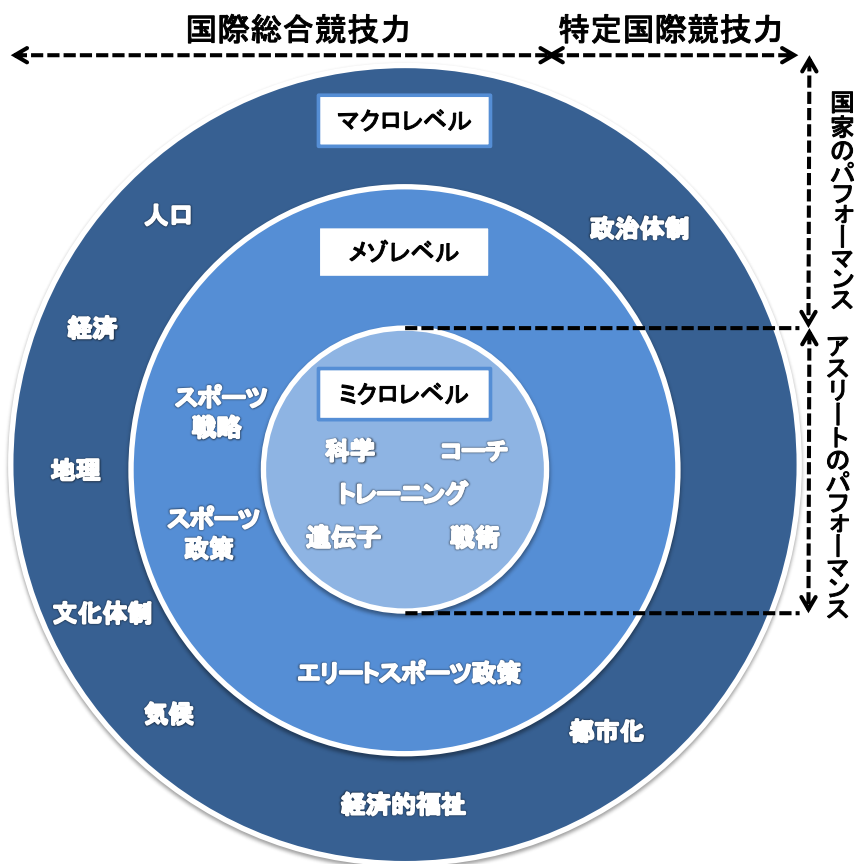 国際総合競技力
特定国際競技力
マクロレベル
国家のパフォーマンス
人口
政治体制
メゾレベル
経済
アスリートのパフォーマンス
ミクロレベル
スポーツ
戦略
科学
コーチ
地理
トレーニング
スポーツ
政策
遺伝子
戦術
文化体制
エリートスポーツ政策
気候
都市化
経済的福祉